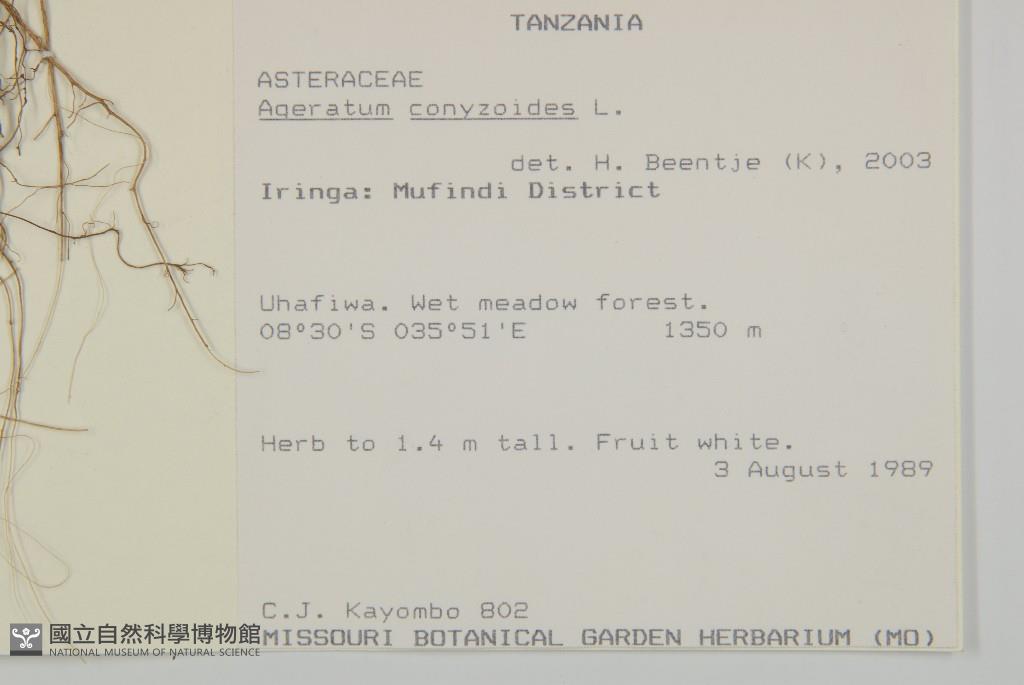 TANZANIA
ASTERACEAE
Ageratum conyzoides L.
det. H. Beentje (K), 2003
Iringa: Mufindi District
Uhafiwa. Wet meadow forest.
08°30'S 035°51'E 1350 m
Herb to 1.4 m tall. Fruit white.
3 August 1989
C.J. Kayombo 802
MISSOURI BOTANICAL GARDEN HERBARIUM (MO)
國立自然科學博物館
NATIONAL MUSEUM OF NATURAL SCIENCE